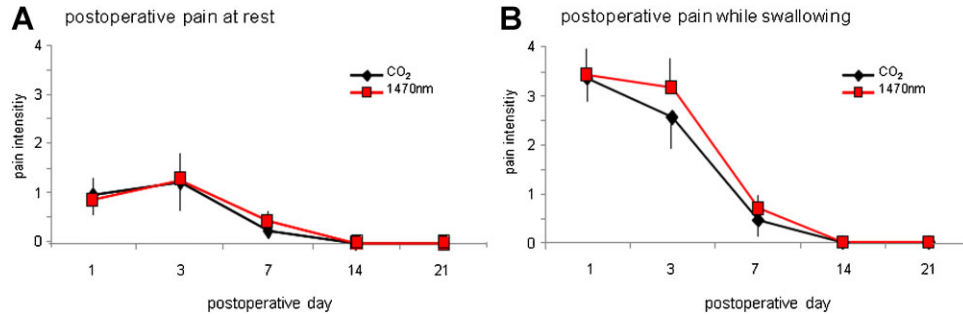 A
postoperative pain at rest
4
3
2
1
0
pain intensitiy
CO₂
1470nm
1
3
7
14
21
postoperative day
B
postoperative pain while swallowing
4
3
2
1
0
pain intensitiy
CO₂
1470nm
1
3
7
14
21
postoperative day